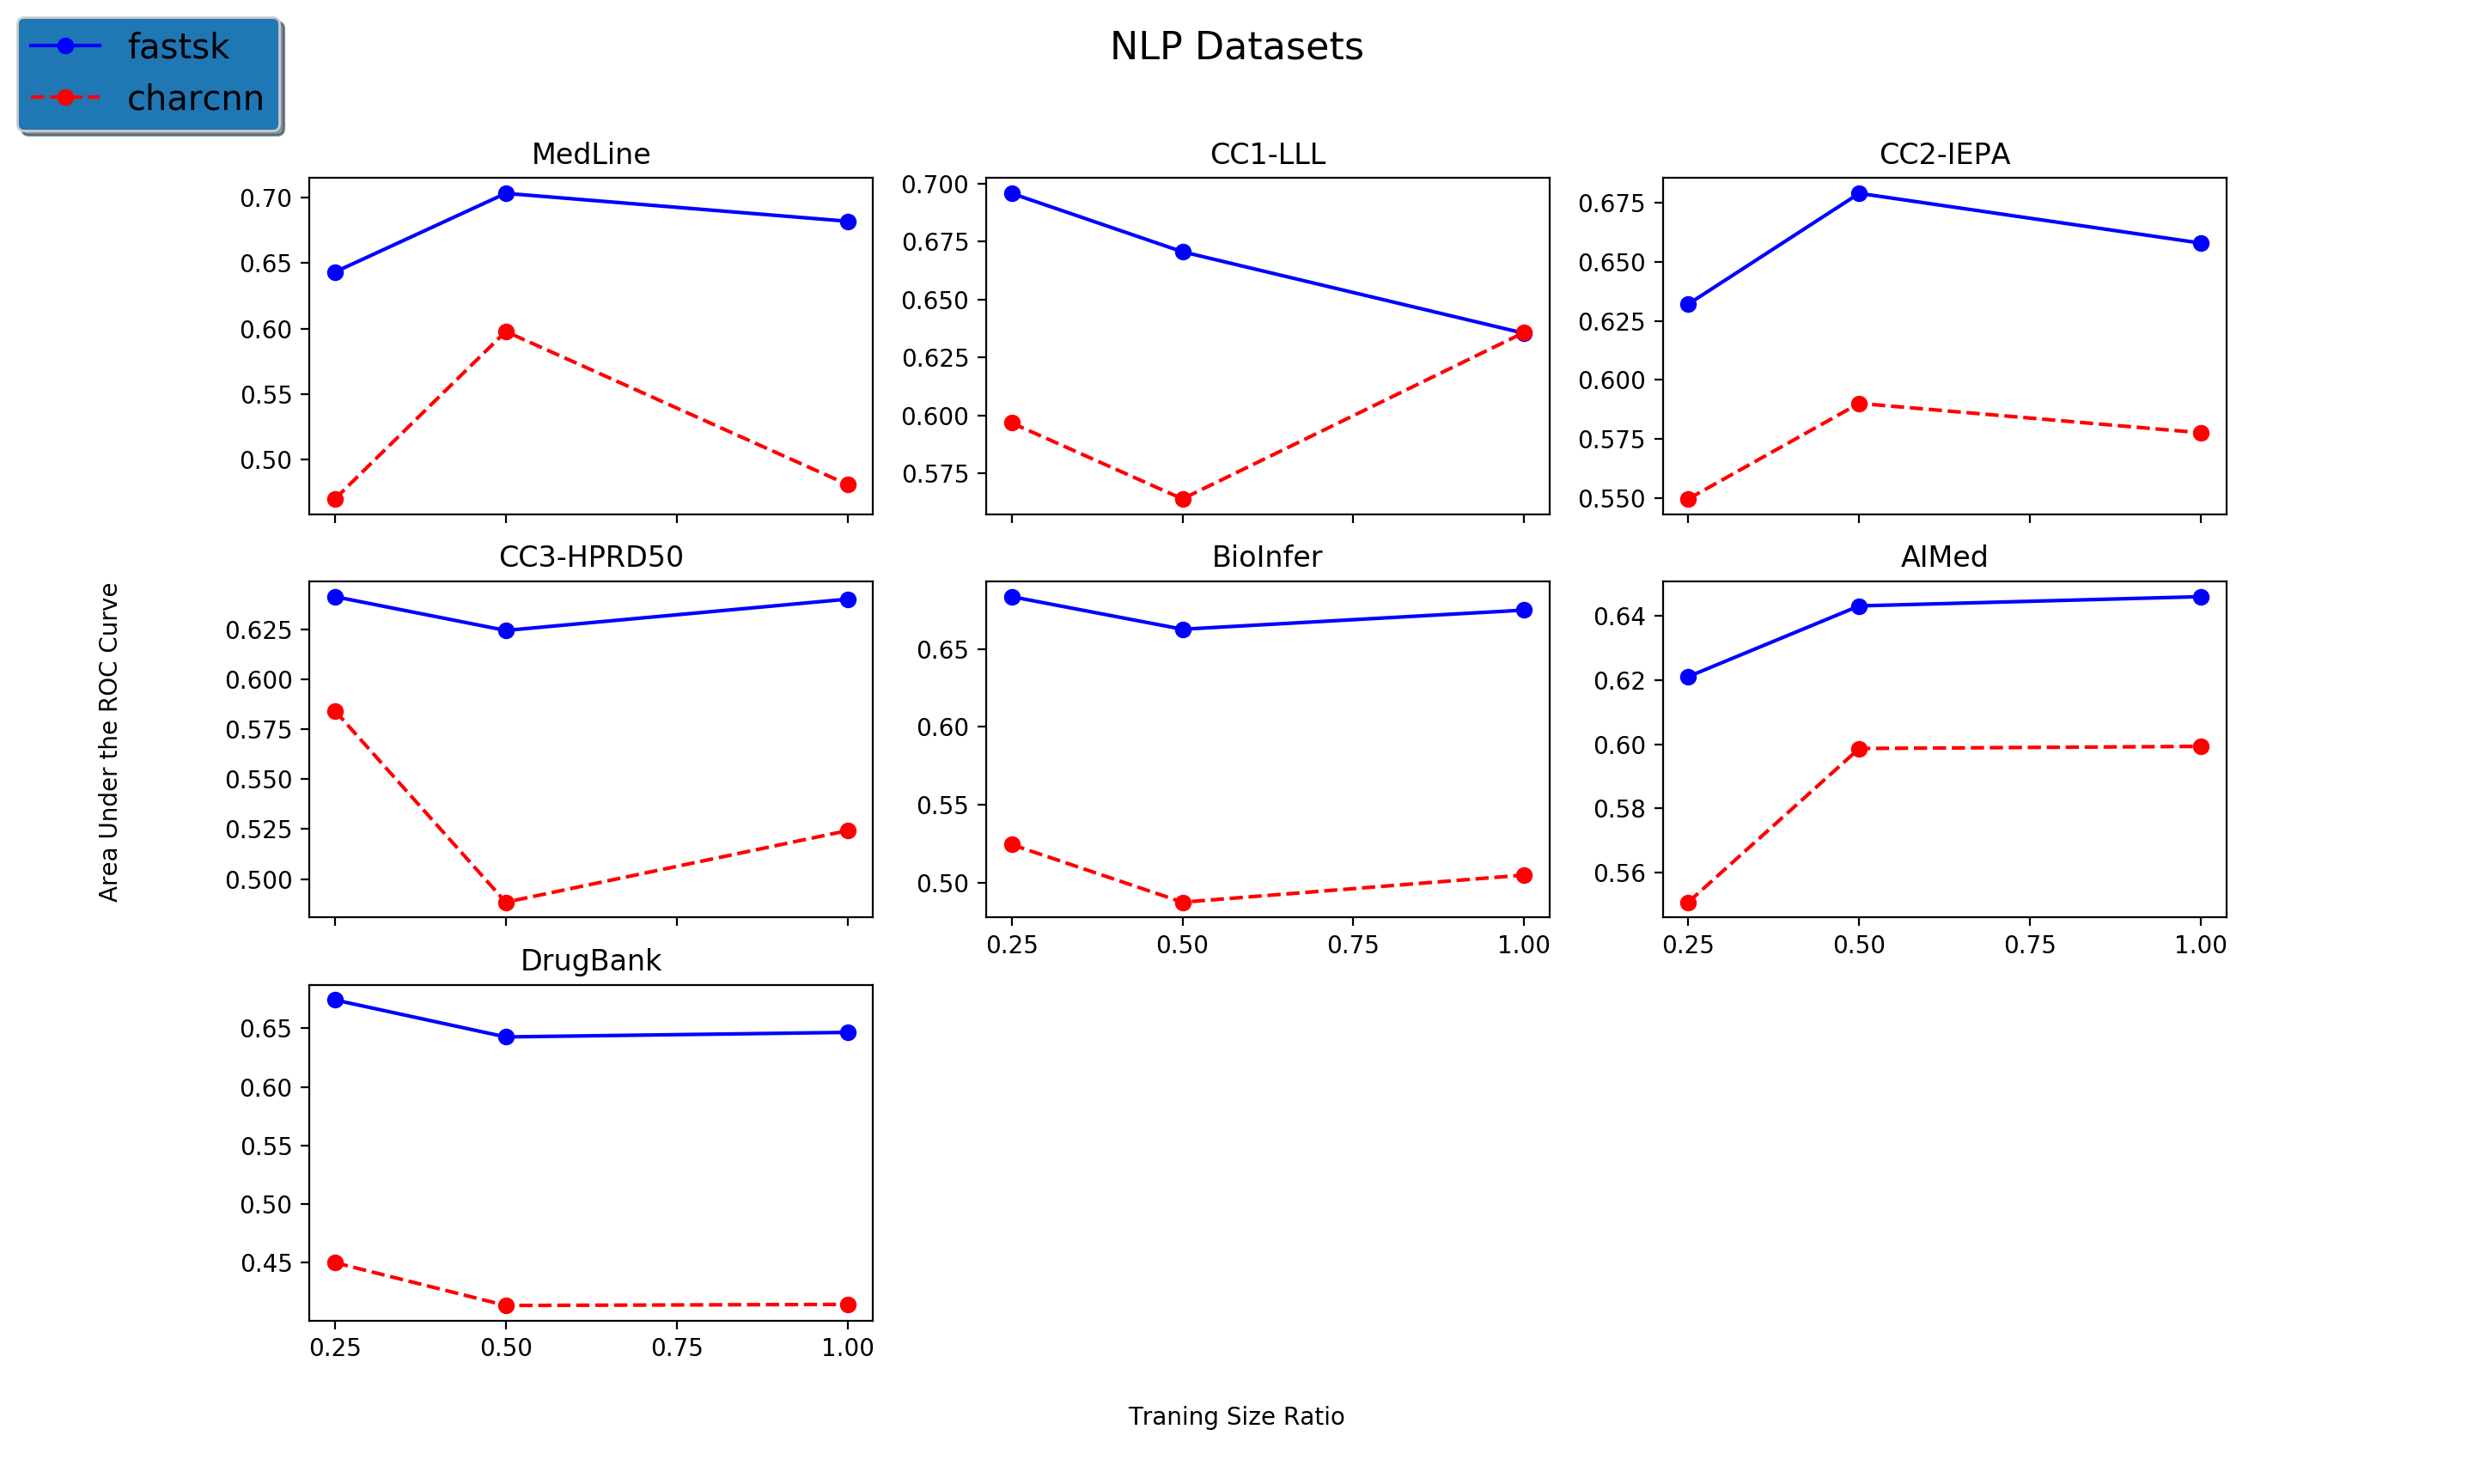 fastsk
charcnn
NLP Datasets
MedLine
0.70
0.65
0.60
0.55
0.50
CC1-LLL
0.700
0.675
0.650
0.625
0.600
0.575
CC2-IEPA
0.675
0.650
0.625
0.600
0.575
0.550
Area Under the ROC Curve
CC3-HPRD50
0.625
0.600
0.575
0.550
0.525
0.500
BioInfer
0.65
0.60
0.55
0.50
0.25 0.50 0.75 1.00
AIMed
0.64
0.62
0.60
0.58
0.56
0.25 0.50 0.75 1.00
DrugBank
0.65
0.60
0.55
0.50
0.45
0.25 0.50 0.75 1.00
Traning Size Ratio